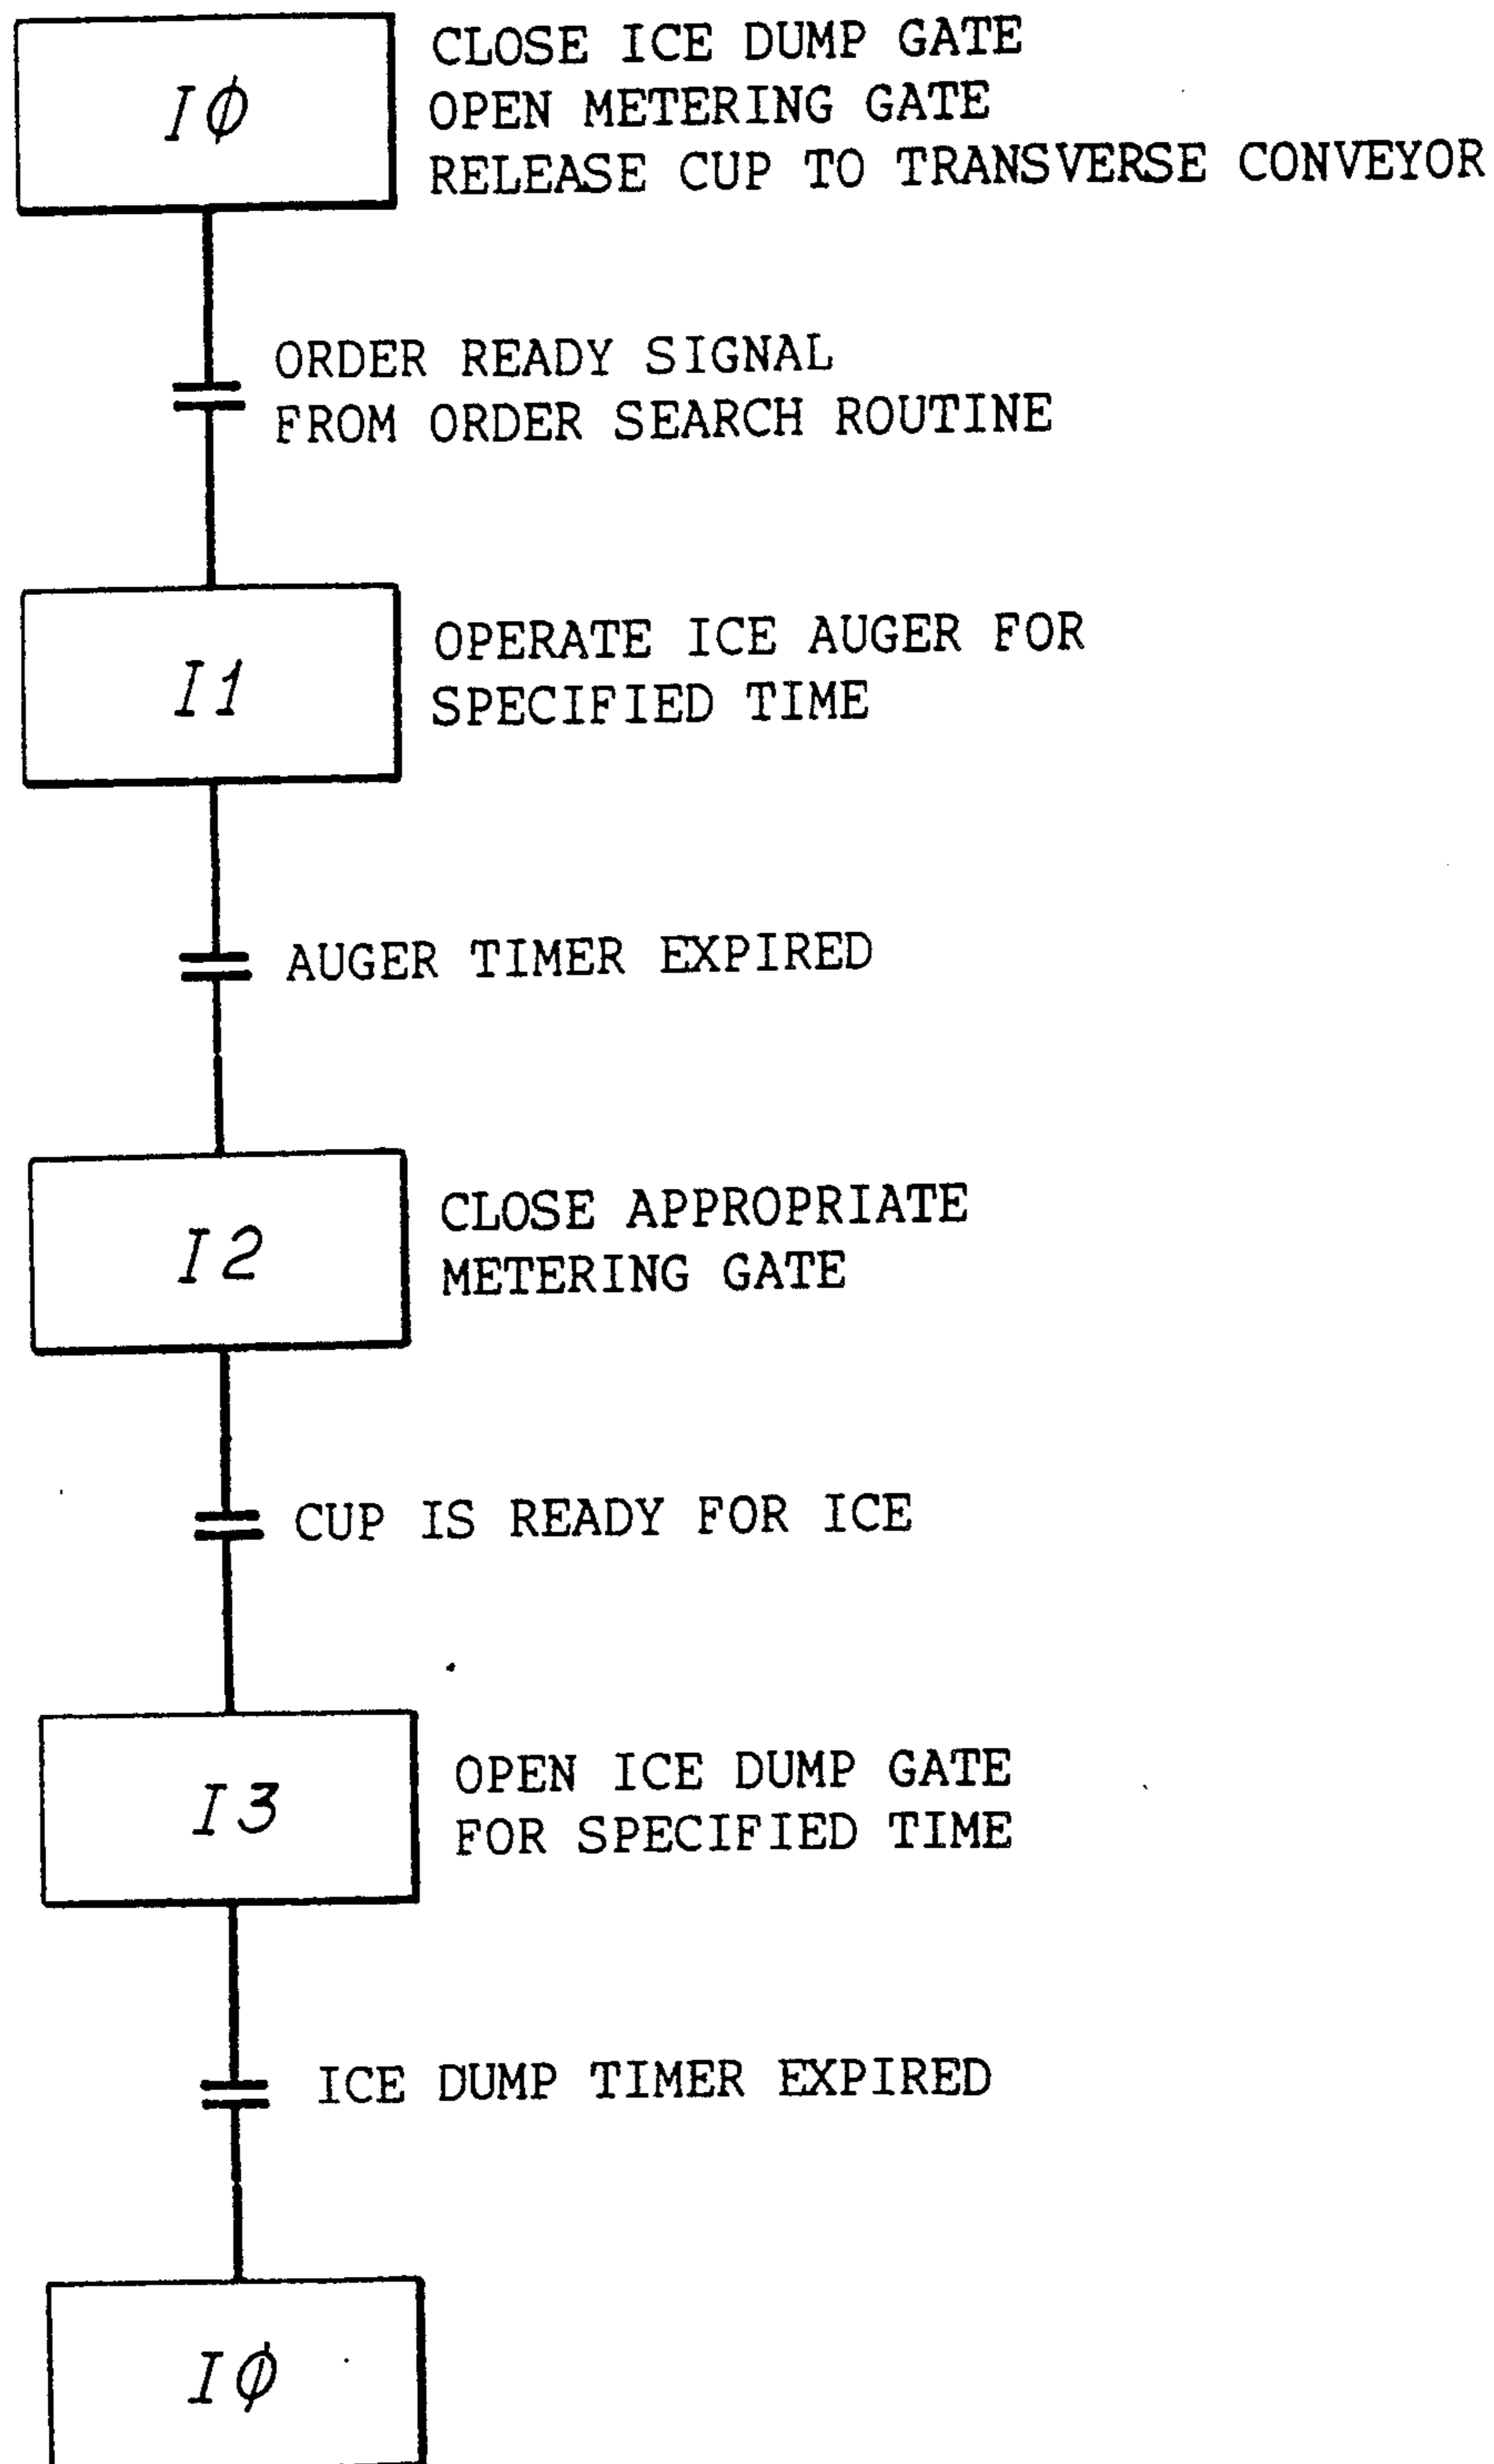 IØ
CLOSE ICE DUMP GATE
OPEN METERING GATE
RELEASE CUP TO TRANSVERSE CONVEYOR
ORDER READY SIGNAL
FROM ORDER SEARCH ROUTINE
I1
OPERATE ICE AUGER FOR
SPECIFIED TIME
AUGER TIMER EXPIRED
I2
CLOSE APPROPRIATE
METERING GATE
CUP IS READY FOR ICE
I3
OPEN ICE DUMP GATE
FOR SPECIFIED TIME
ICE DUMP TIMER EXPIRED
IØ